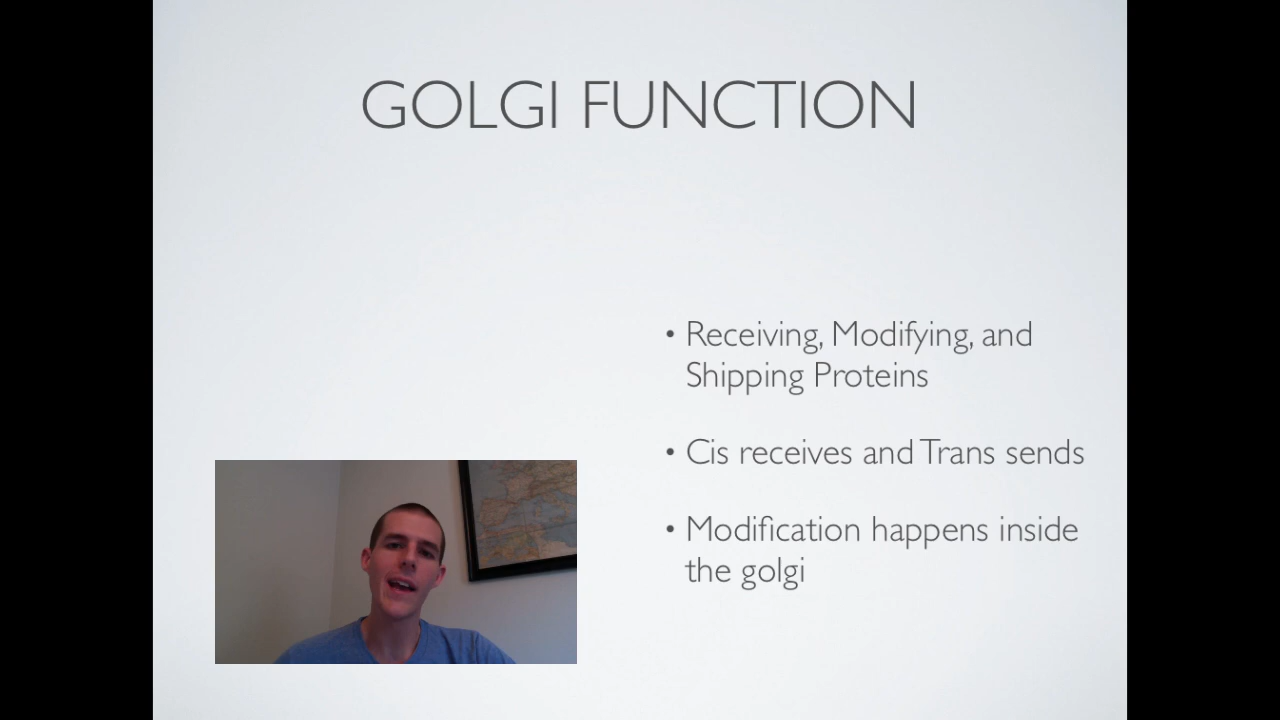 GOLGI FUNCTION
• Receiving, Modifying, and
Shipping Proteins
• Cis receives and Trans sends
• Modification happens inside
the golgi